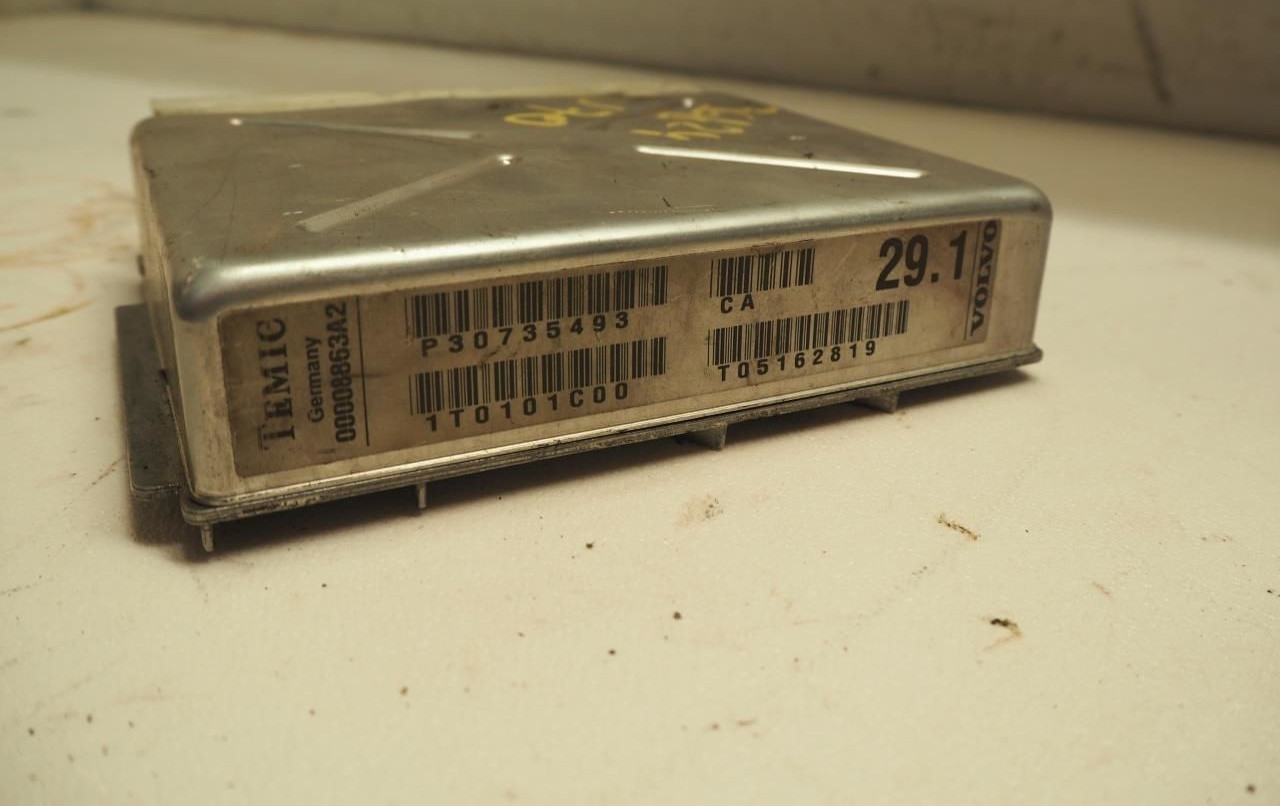 TEMIC
Germany
00008863A2
P30735493
1T0101C00
CA
T05162819
29.1
VOLVO